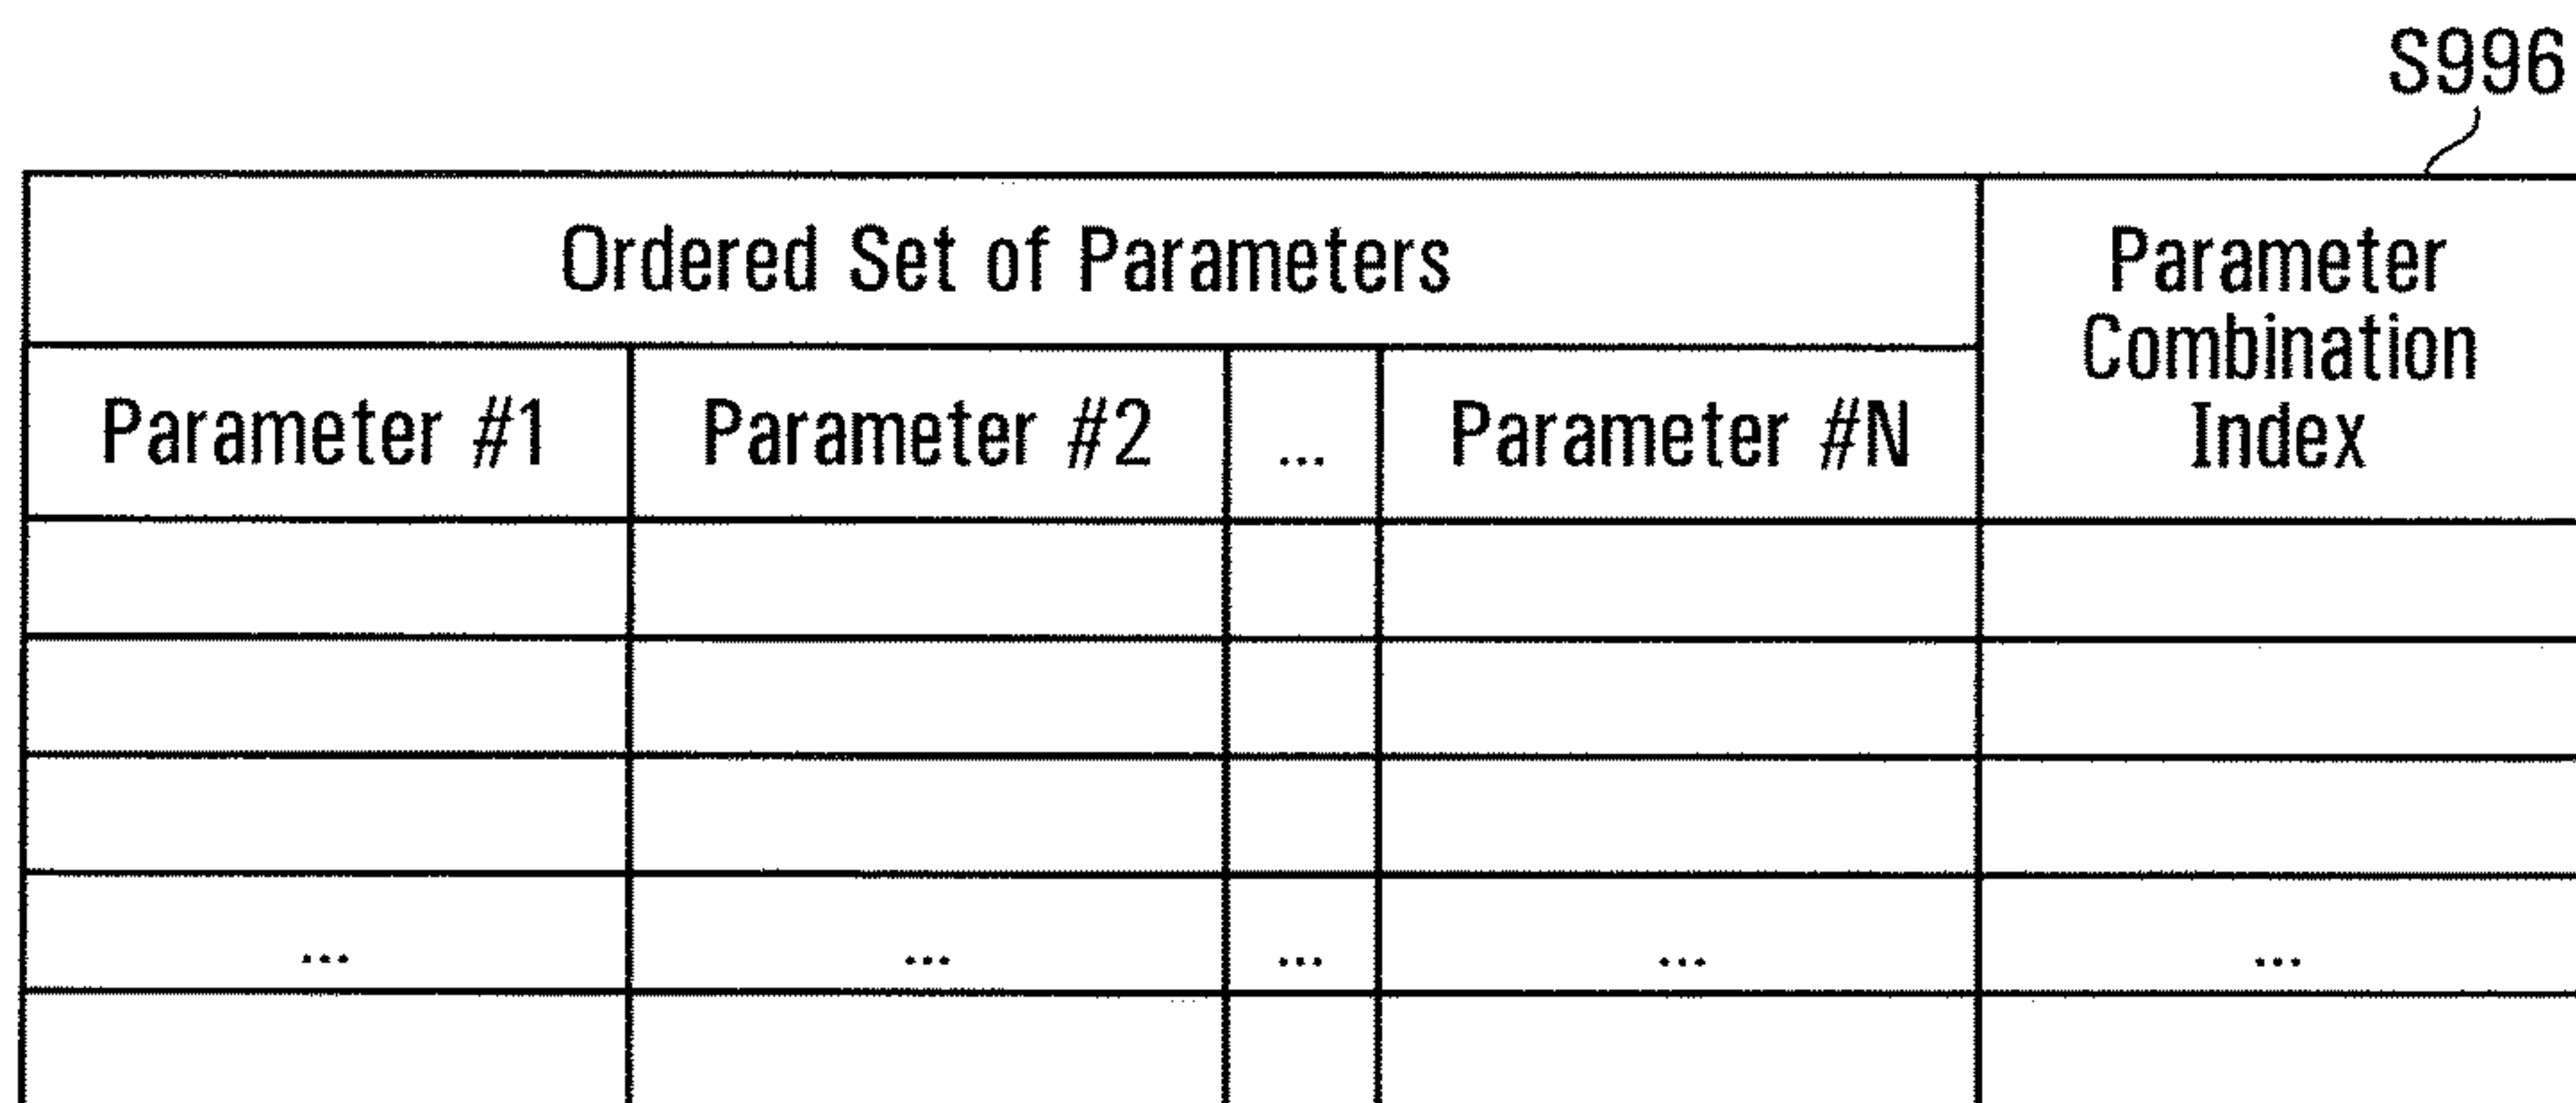 S996
Ordered Set of Parameters
Parameter
Combination
Index
Parameter #1 Parameter #2 ... Parameter #N
... ... ... ... ...